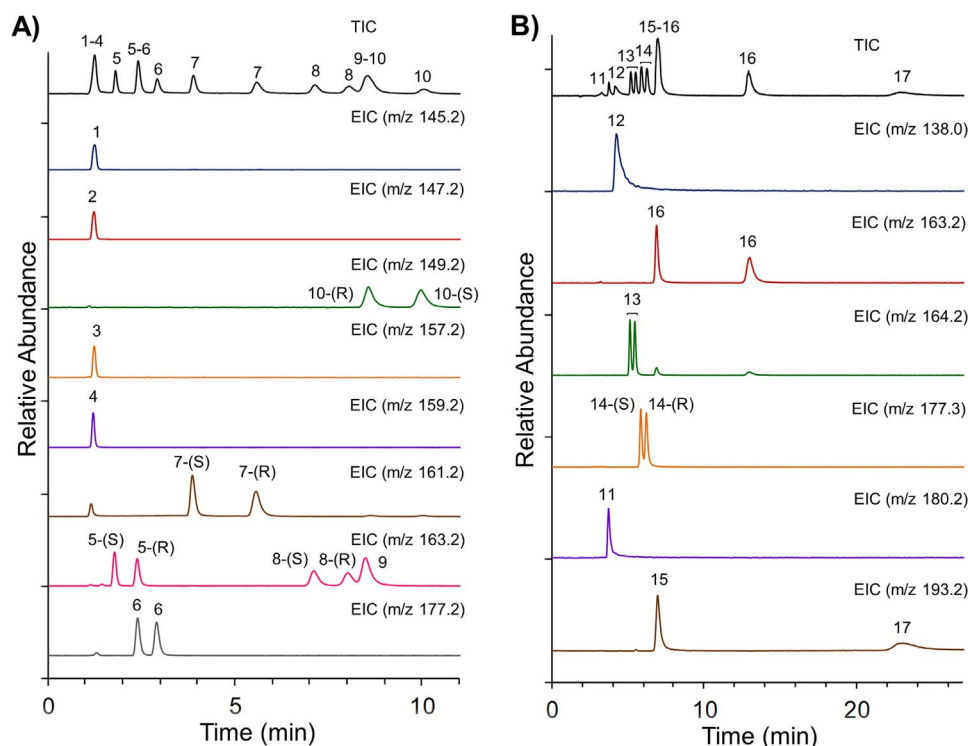 A)
TIC
1-4
5
5-6
6
7
7
8
8
9-10
10
EIC (m/z 145.2)
1
EIC (m/z 147.2)
2
EIC (m/z 149.2)
10-(R)
10-(S)
EIC (m/z 157.2)
3
EIC (m/z 159.2)
4
EIC (m/z 161.2)
7-(S)
7-(R)
EIC (m/z 163.2)
5-(S)
5-(R)
8-(S)
8-(R)
9
EIC (m/z 177.2)
6
6
Relative Abundance
0
5
10
Time (min)
B)
TIC
11
12
13
14
15-16
16
17
EIC (m/z 138.0)
12
EIC (m/z 163.2)
16
16
EIC (m/z 164.2)
13
EIC (m/z 177.3)
14-(S)
14-(R)
EIC (m/z 180.2)
11
EIC (m/z 193.2)
15
17
Relative Abundance
0
10
20
Time (min)